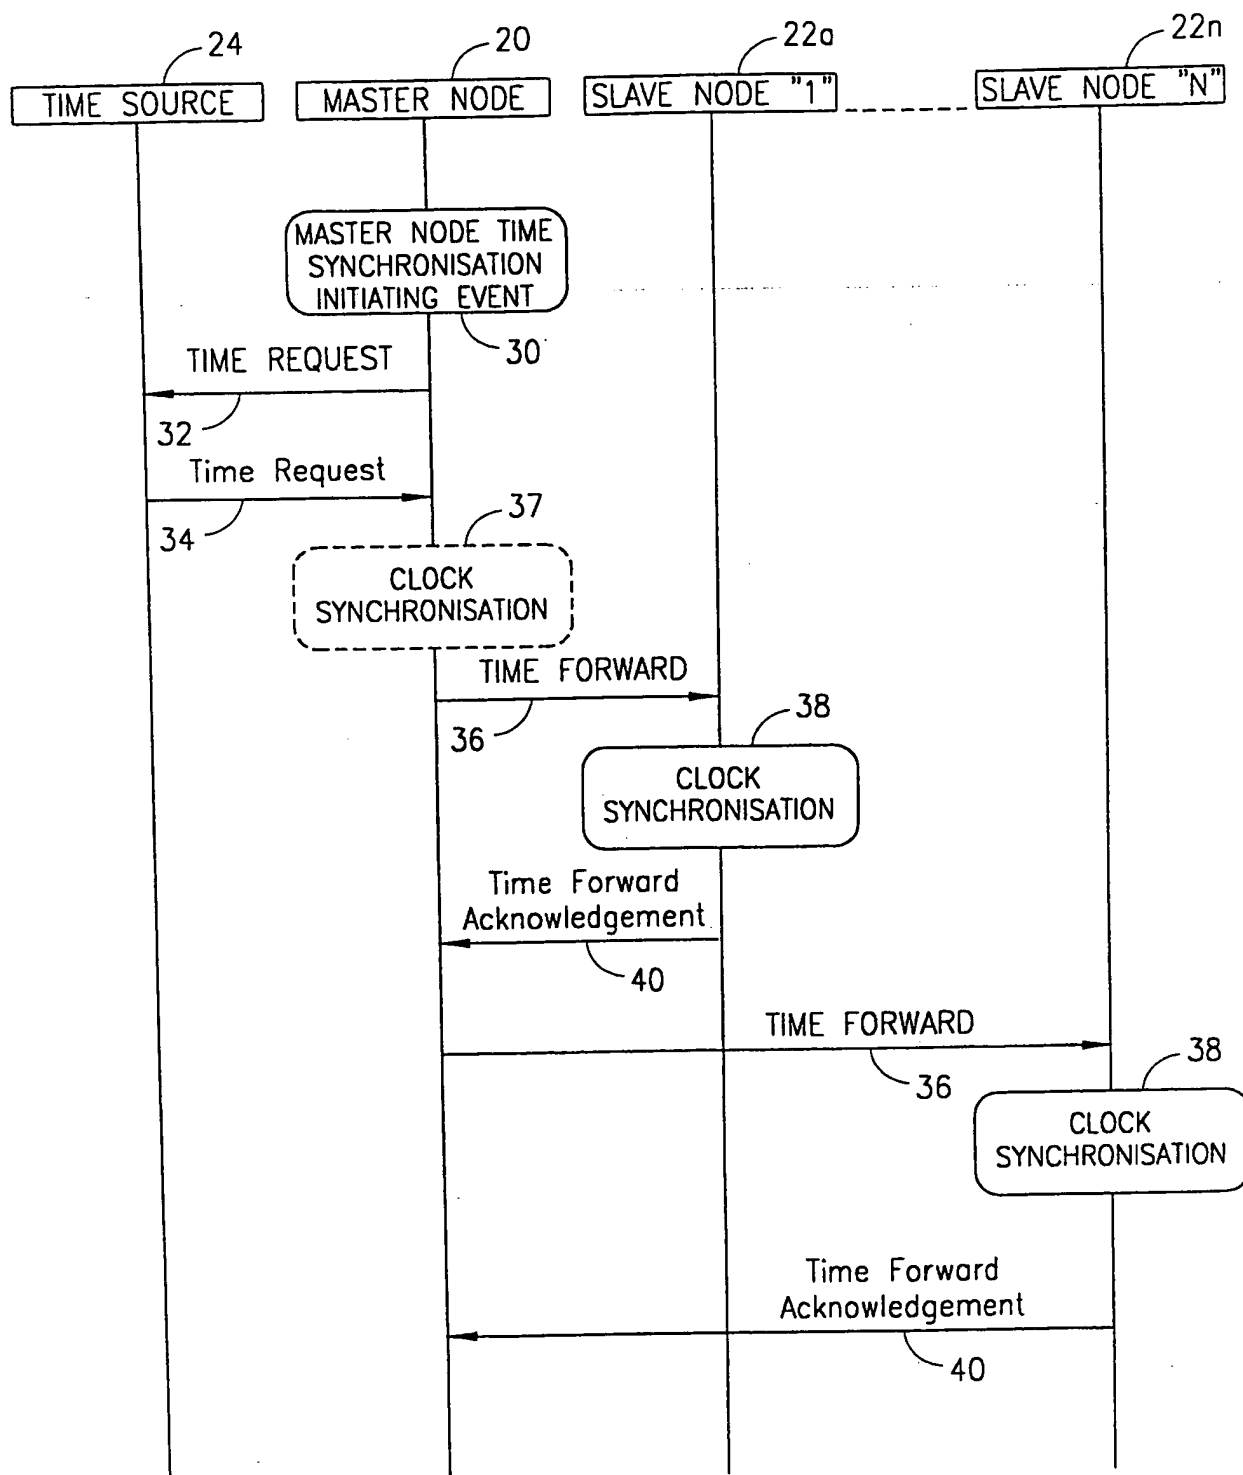 24
20
22a
22n
TIME SOURCE
MASTER NODE
SLAVE NODE "1"
SLAVE NODE "N"
MASTER NODE TIME
SYNCHRONISATION
INITIATING EVENT
30
TIME REQUEST
32
Time Request
34
37
CLOCK
SYNCHRONISATION
TIME FORWARD
36
38
CLOCK
SYNCHRONISATION
Time Forward
Acknowledgement
40
TIME FORWARD
36
38
CLOCK
SYNCHRONISATION
Time Forward
Acknowledgement
40